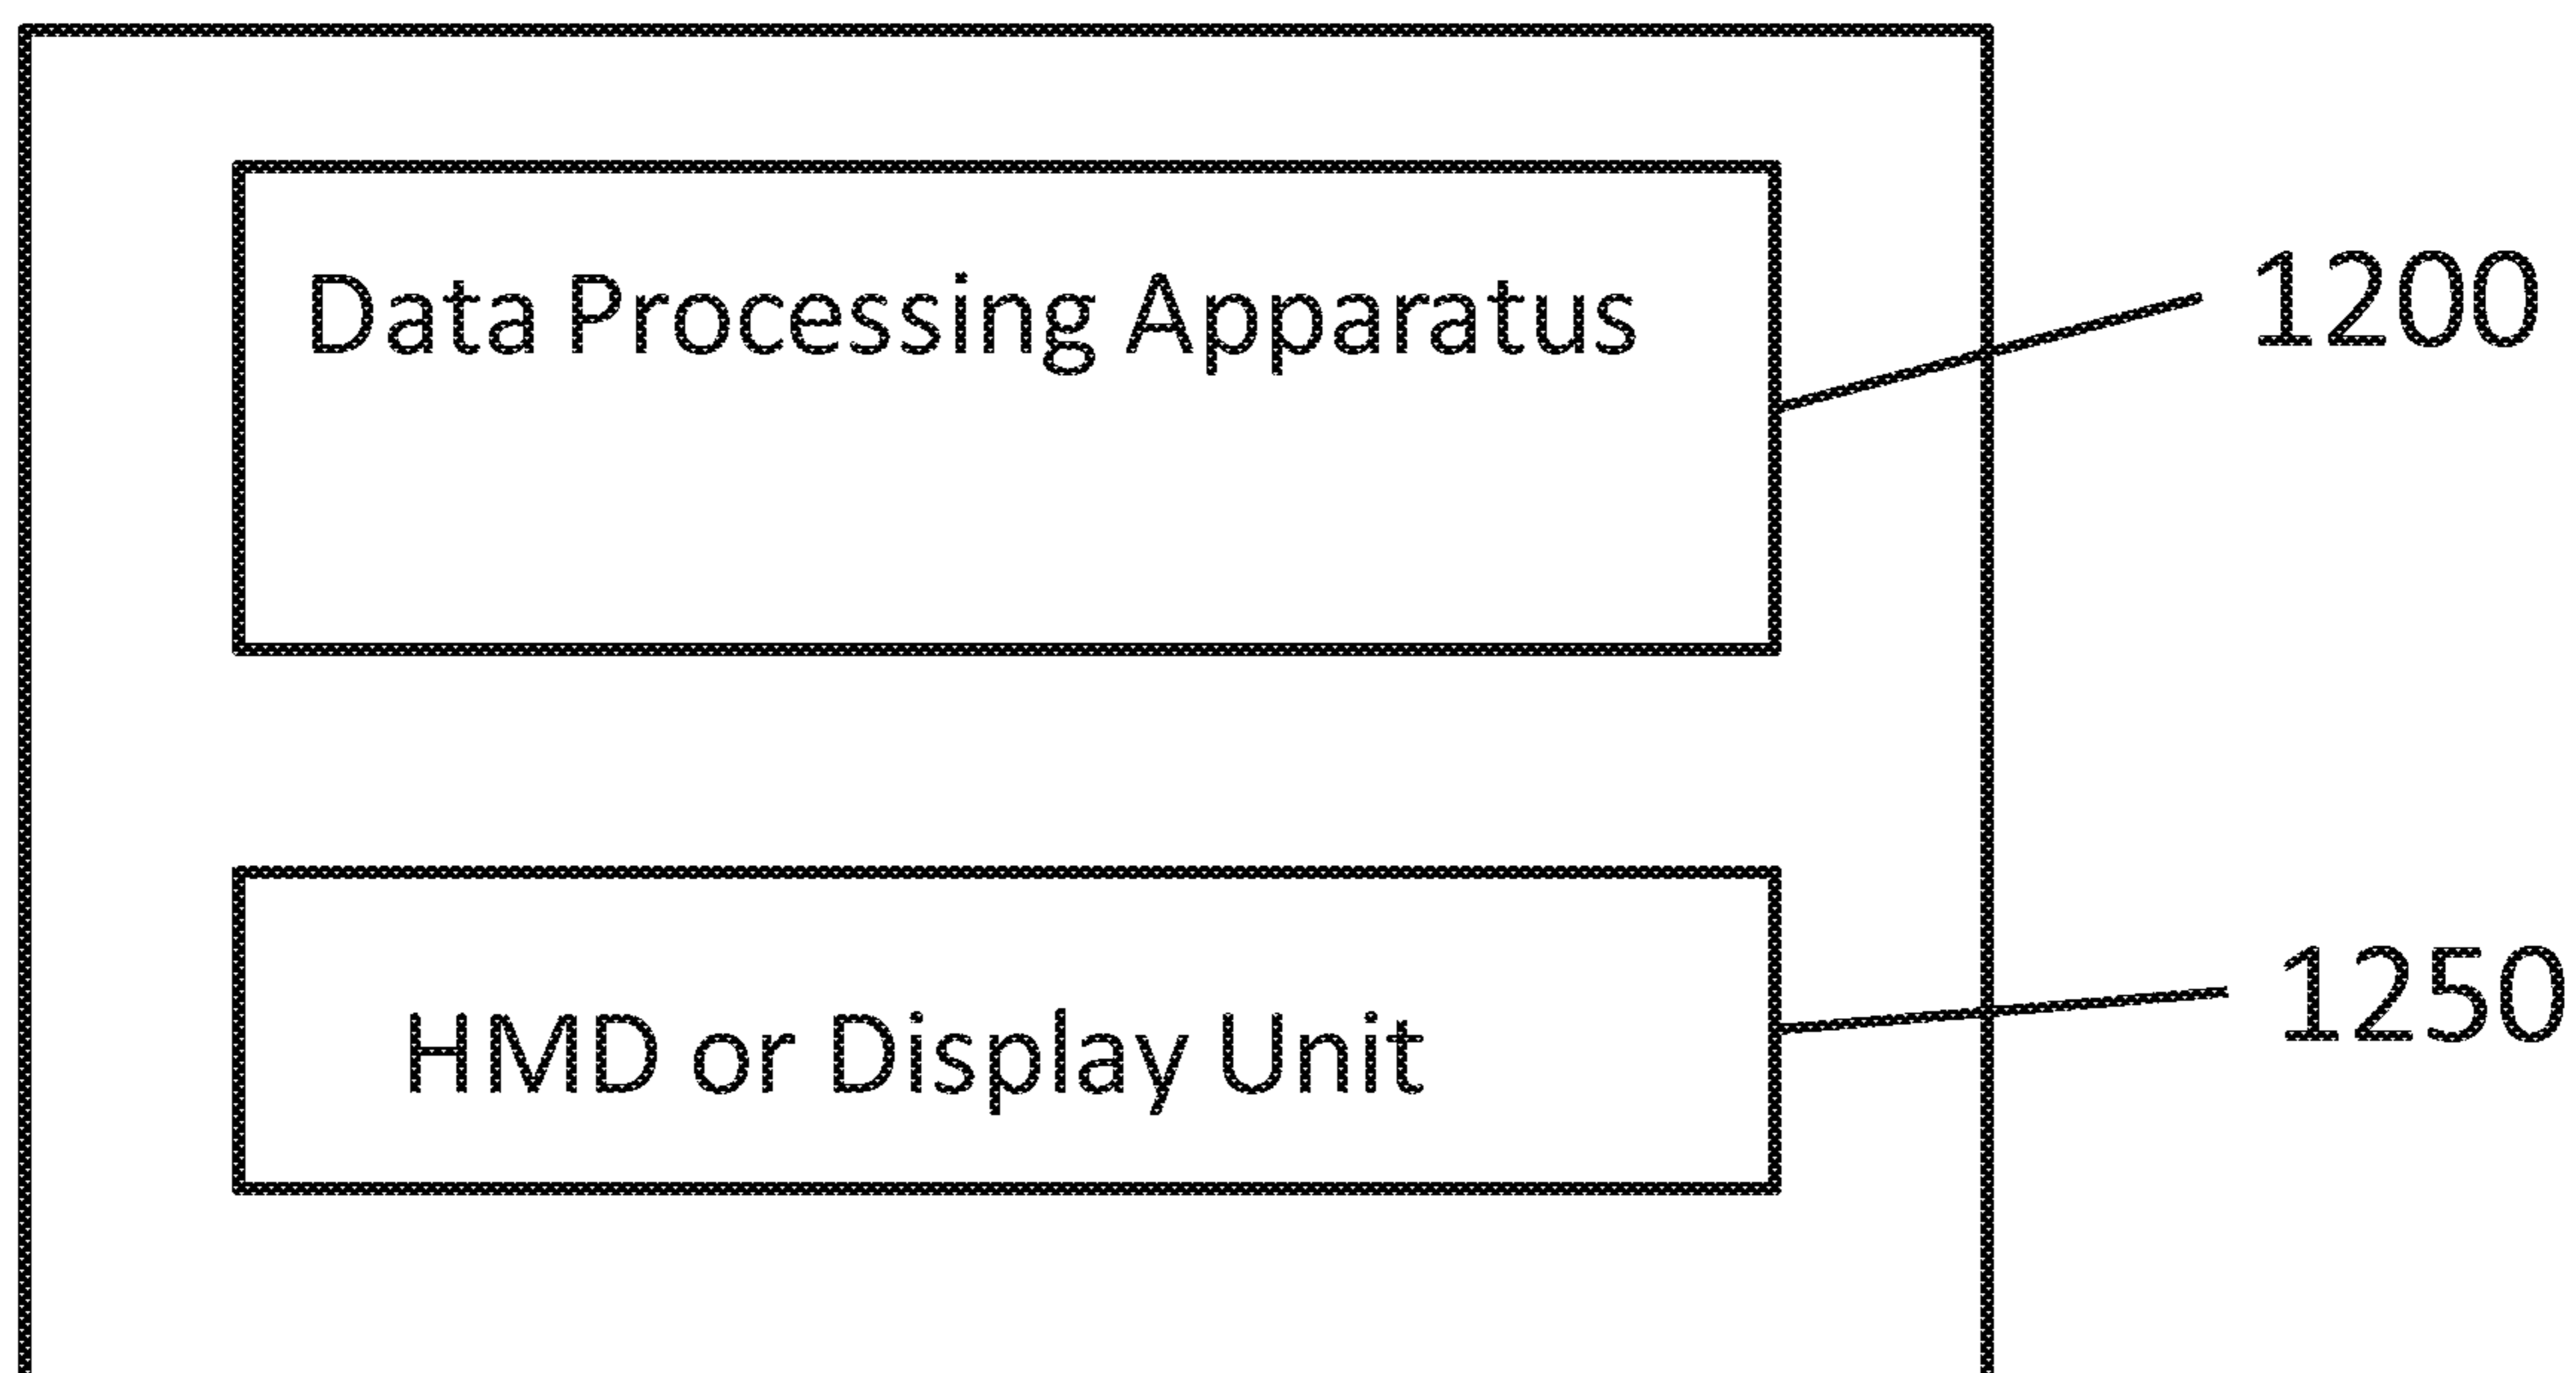 Data Processing Apparatus
1200
HMD or Display Unit
1250